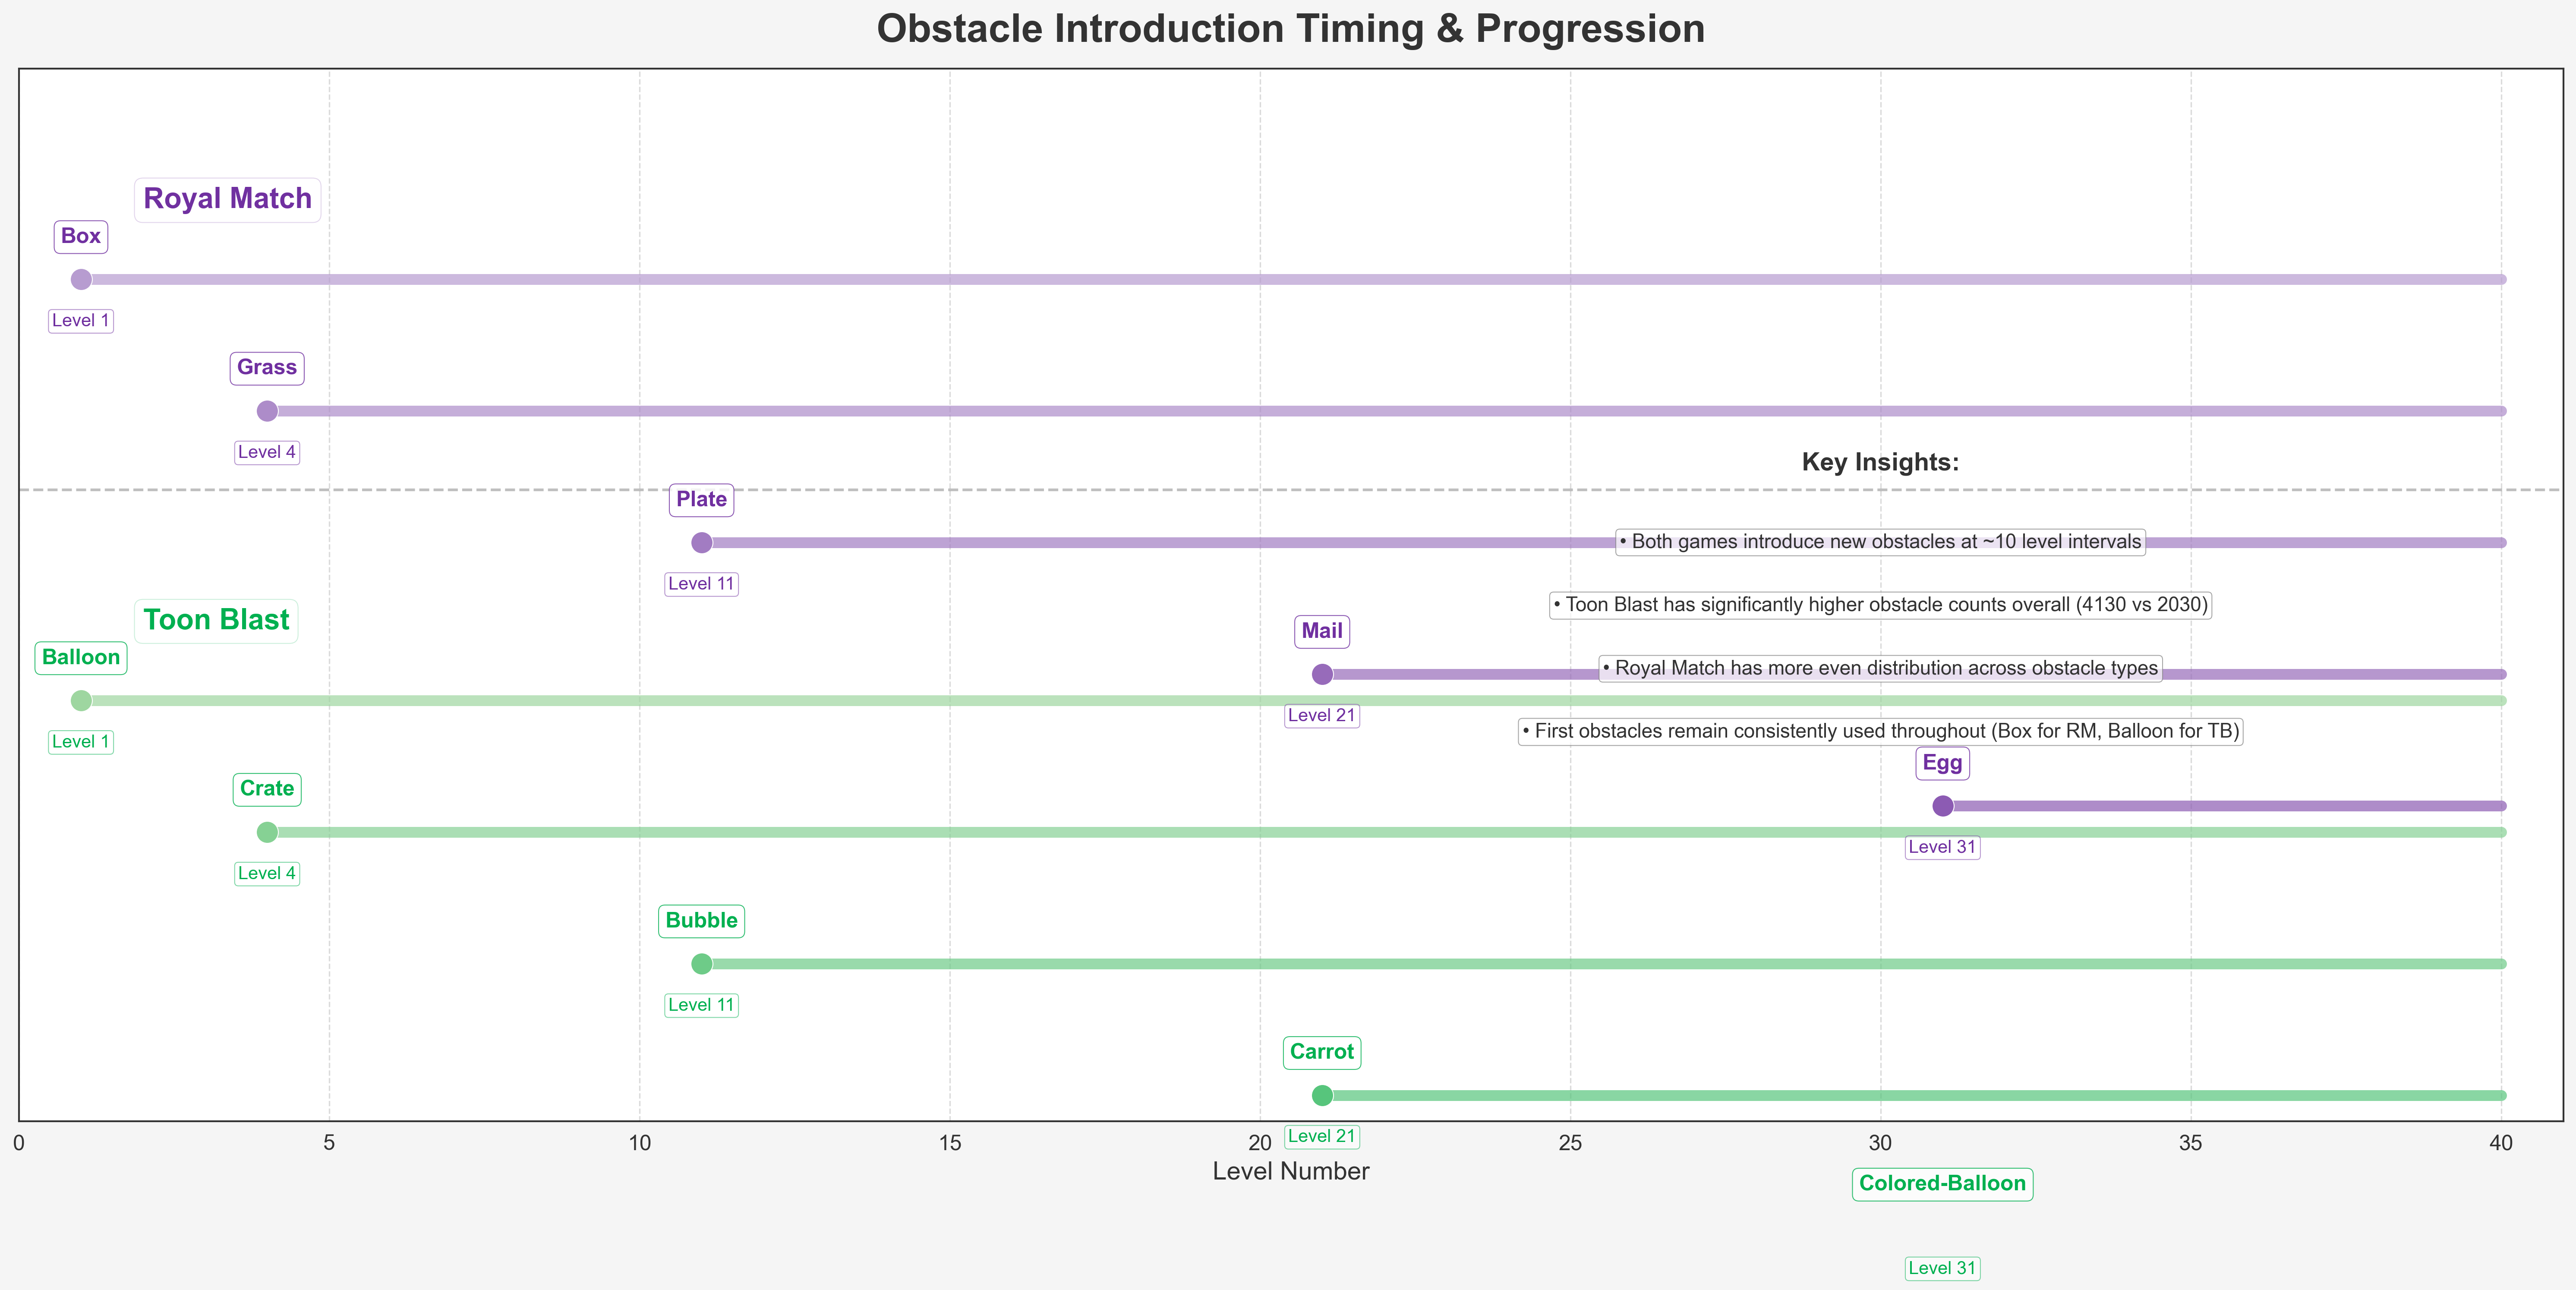 Obstacle Introduction Timing & Progression
Royal Match
Box
Level 1
Grass
Level 4
Key Insights:
Plate
Level 11
• Both games introduce new obstacles at ~10 level intervals
• Toon Blast has significantly higher obstacle counts overall (4130 vs 2030)
Mail
Level 21
• Royal Match has more even distribution across obstacle types
• First obstacles remain consistently used throughout (Box for RM, Balloon for TB)
Egg
Level 31
Toon Blast
Balloon
Level 1
Crate
Level 4
Bubble
Level 11
Carrot
Level 21
0 5 10 15 20 25 30 35 40
Level Number
Colored-Balloon
Level 31